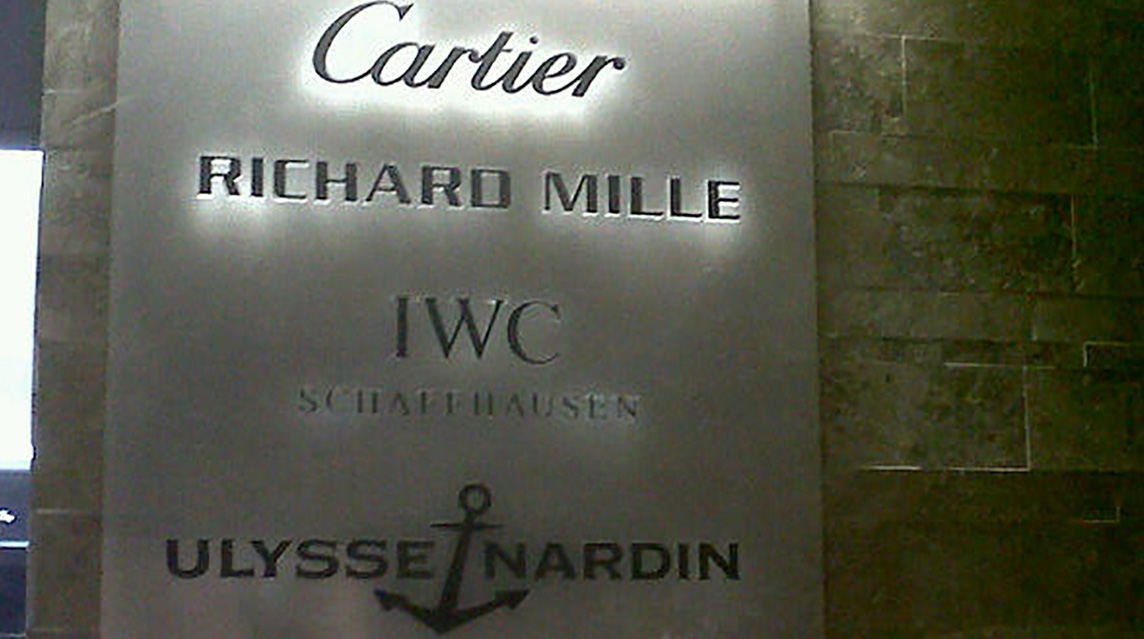 Cartier
RICHARD MILLE
IWC
SCHAFFHAUSEN
ULYSSE NARDIN